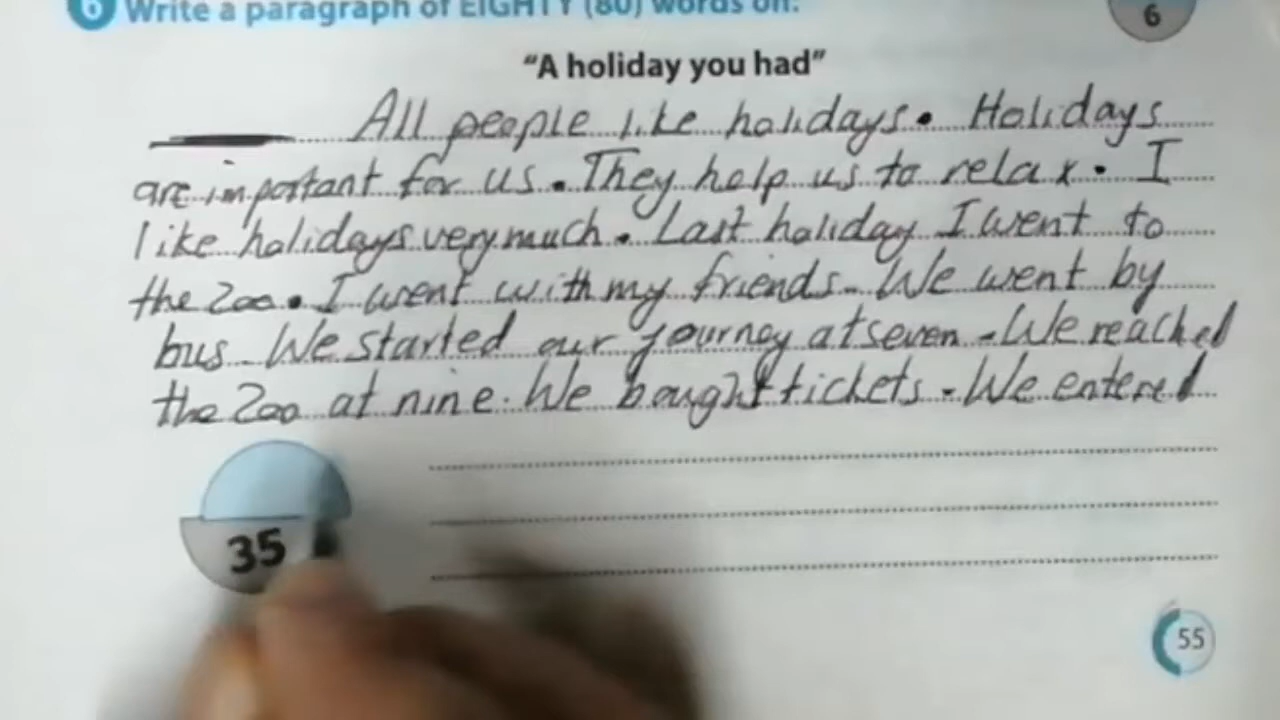 6 Write a paragraph of EIGHTY (80) words on:
6
"A holiday you had"
All people like holidays. Holidays
are important for us. They help us to relax. I
like holidays very much. Last holiday I went to
the Zoo. I went with my friends. We went by
bus. We started our journey at seven. We reached
the Zoo at nine. We bought tickets. We entered
35
55